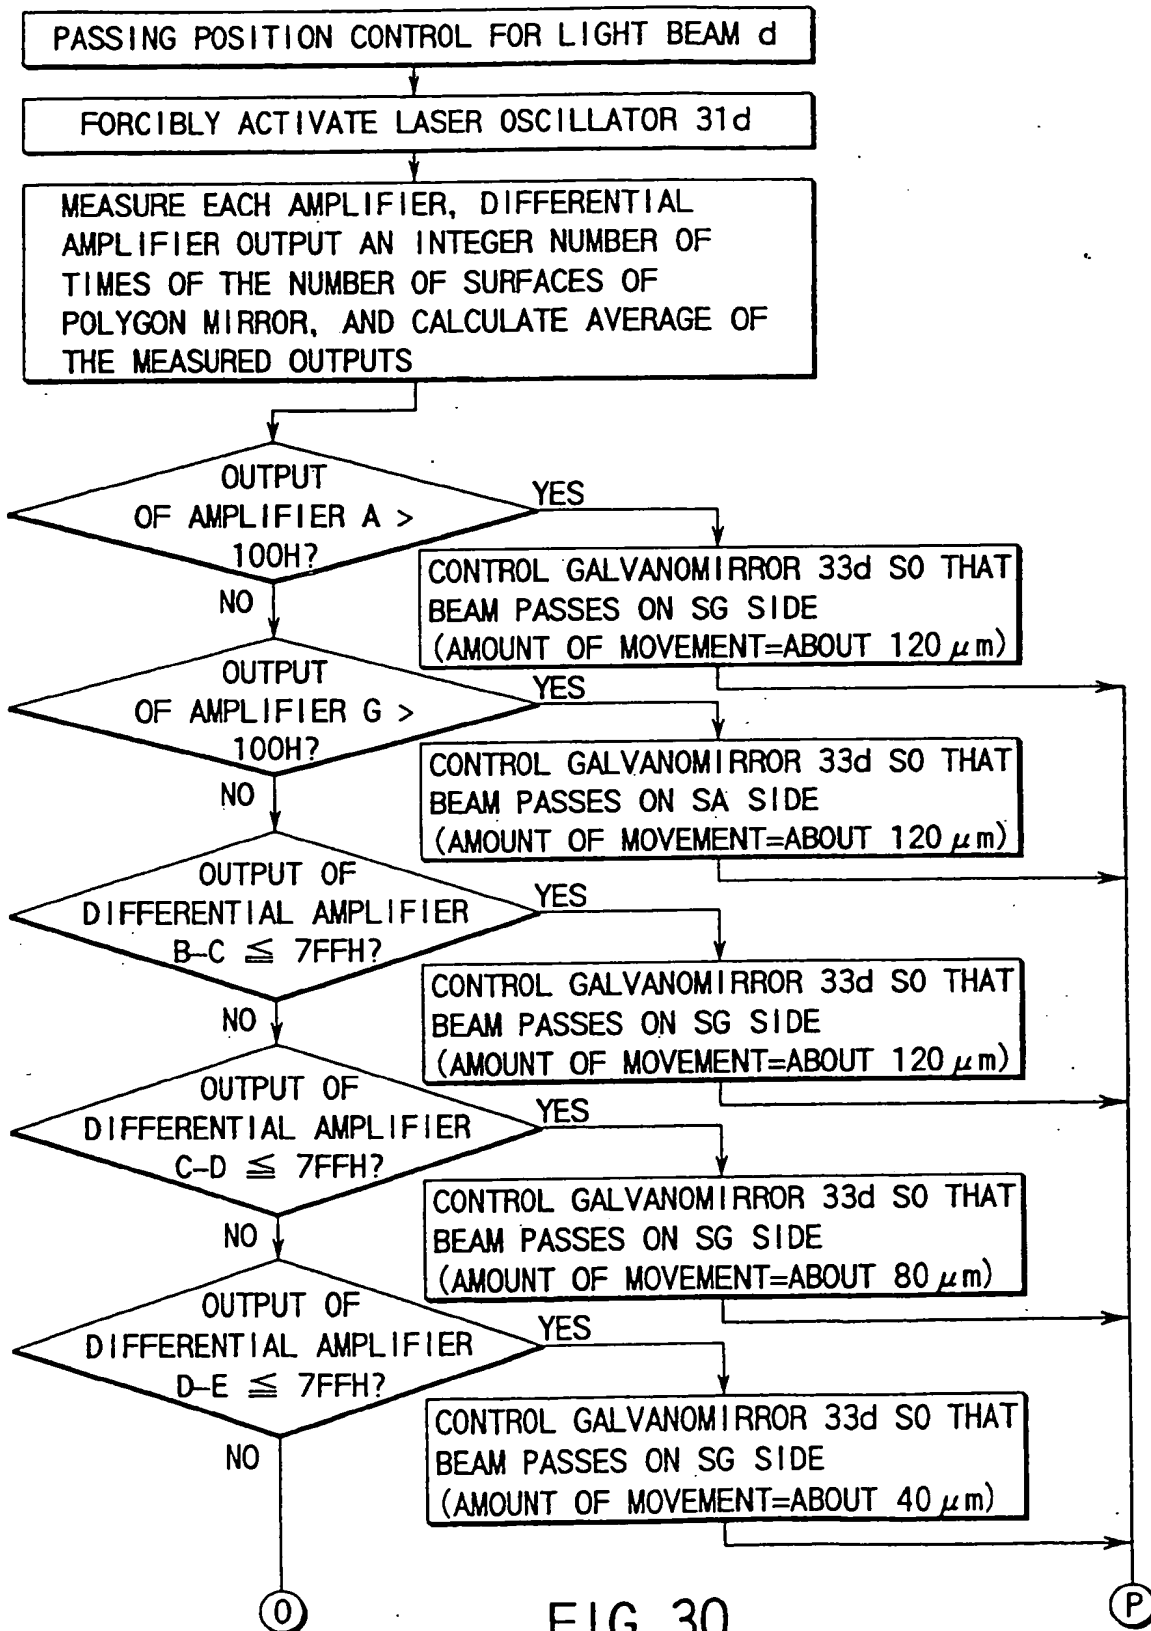 PASSING POSITION CONTROL FOR LIGHT BEAM d
FORCIBLY ACTIVATE LASER OSCILLATOR 31d
MEASURE EACH AMPLIFIER, DIFFERENTIAL
AMPLIFIER OUTPUT AN INTEGER NUMBER OF
TIMES OF THE NUMBER OF SURFACES OF
POLYGON MIRROR, AND CALCULATE AVERAGE OF
THE MEASURED OUTPUTS
OUTPUT
OF AMPLIFIER A >
100H?
YES
NO
CONTROL GALVANOMIRROR 33d SO THAT
BEAM PASSES ON SG SIDE
(AMOUNT OF MOVEMENT=ABOUT 120 μm)
OUTPUT
OF AMPLIFIER G >
100H?
YES
NO
CONTROL GALVANOMIRROR 33d SO THAT
BEAM PASSES ON SA SIDE
(AMOUNT OF MOVEMENT=ABOUT 120 μm)
OUTPUT OF
DIFFERENTIAL AMPLIFIER
B-C ≦ 7FFH?
YES
NO
CONTROL GALVANOMIRROR 33d SO THAT
BEAM PASSES ON SG SIDE
(AMOUNT OF MOVEMENT=ABOUT 120 μm)
OUTPUT OF
DIFFERENTIAL AMPLIFIER
C-D ≦ 7FFH?
YES
NO
CONTROL GALVANOMIRROR 33d SO THAT
BEAM PASSES ON SG SIDE
(AMOUNT OF MOVEMENT=ABOUT 80 μm)
OUTPUT OF
DIFFERENTIAL AMPLIFIER
D-E ≦ 7FFH?
YES
NO
CONTROL GALVANOMIRROR 33d SO THAT
BEAM PASSES ON SG SIDE
(AMOUNT OF MOVEMENT=ABOUT 40 μm)
O
P
FIG. 30